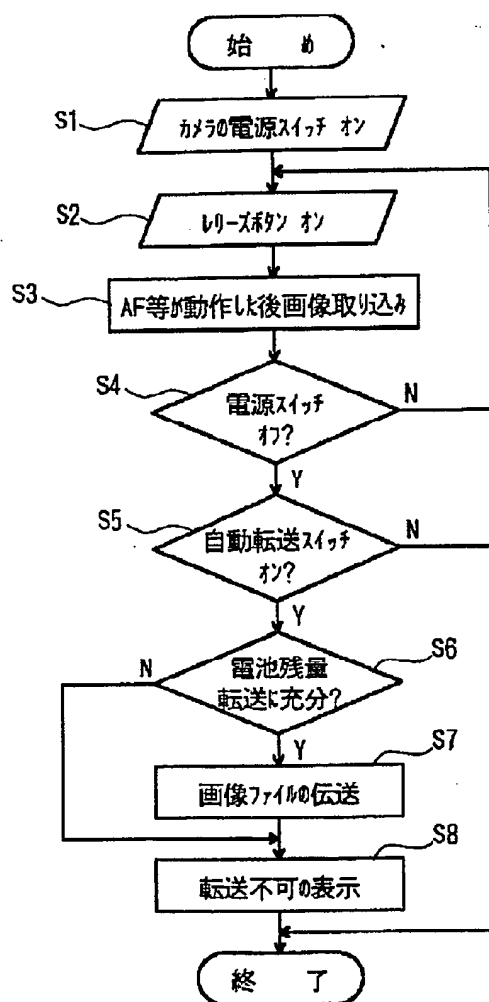 始 め
S1
カメラの電源スイッチ オン
S2
レリーズボタン オン
S3
AF等が動作した後画像取り込み
S4
電源スイッチ
オフ?
N
Y
S5
自動転送スイッチ
オン?
N
Y
S6
電池残量
転送に充分?
N
Y
S7
画像ファイルの伝送
S8
転送不可の表示
終 了